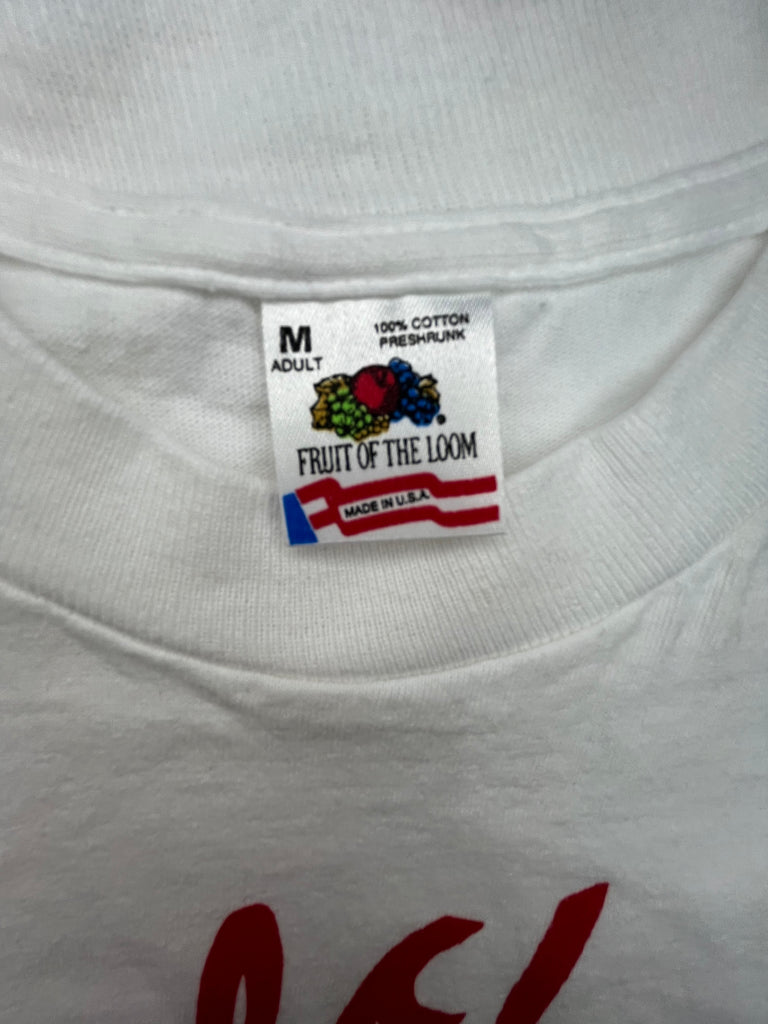 M
ADULT
100% COTTON
PRESHRUNK
FRUIT OF THE LOOM
MADE IN U.S.A.